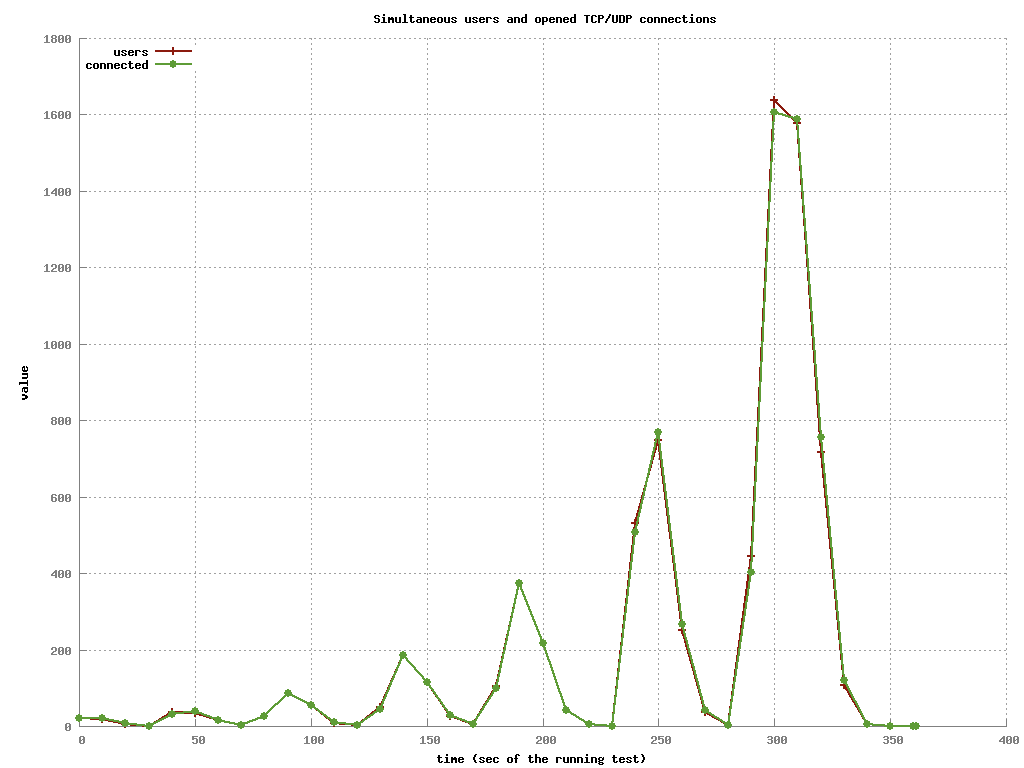 Simultaneous users and opened TCP/UDP connections
users
connected
1800
1600
1400
1200
1000
800
600
400
200
0
value
0 50 100 150 200 250 300 350 400
time (sec of the running test)